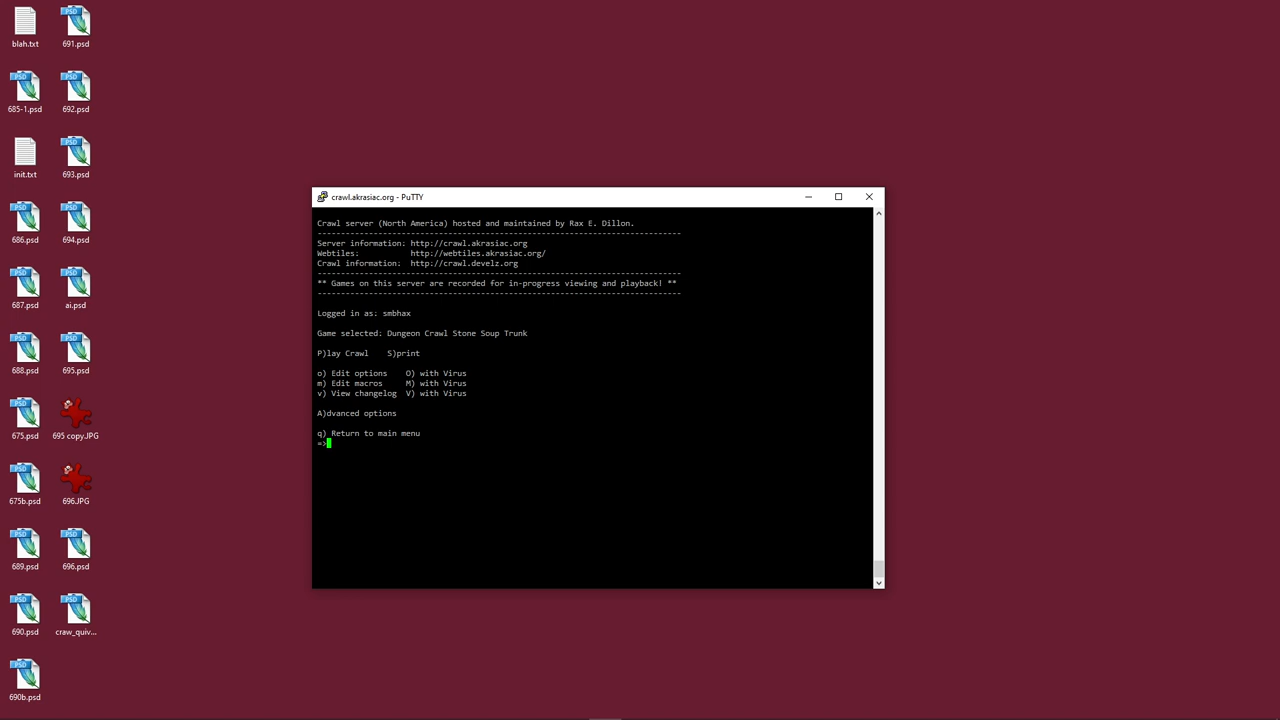 blah.txt
691.psd
685-1.psd
692.psd
init.txt
693.psd
686.psd
694.psd
687.psd
ai.psd
688.psd
695.psd
675.psd
695 copy.JPG
675b.psd
696.JPG
689.psd
696.psd
690.psd
craw_quiv...
690b.psd
crawl.akrasiac.org - PuTTY
Crawl server (North America) hosted and maintained by Rax E. Dillon.
--------------------------------------------------------------------------------
Server information: http://crawl.akrasiac.org
Webtiles:           http://webtiles.akrasiac.org/
Crawl information:  http://crawl.develz.org
--------------------------------------------------------------------------------
** Games on this server are recorded for in-progress viewing and playback! **
--------------------------------------------------------------------------------
Logged in as: smbhax
Game selected: Dungeon Crawl Stone Soup Trunk
P)lay Crawl    S)print
o) Edit options    O) with Virus
m) Edit macros     M) with Virus
v) View changelog  V) with Virus
A)dvanced options
q) Return to main menu
=>